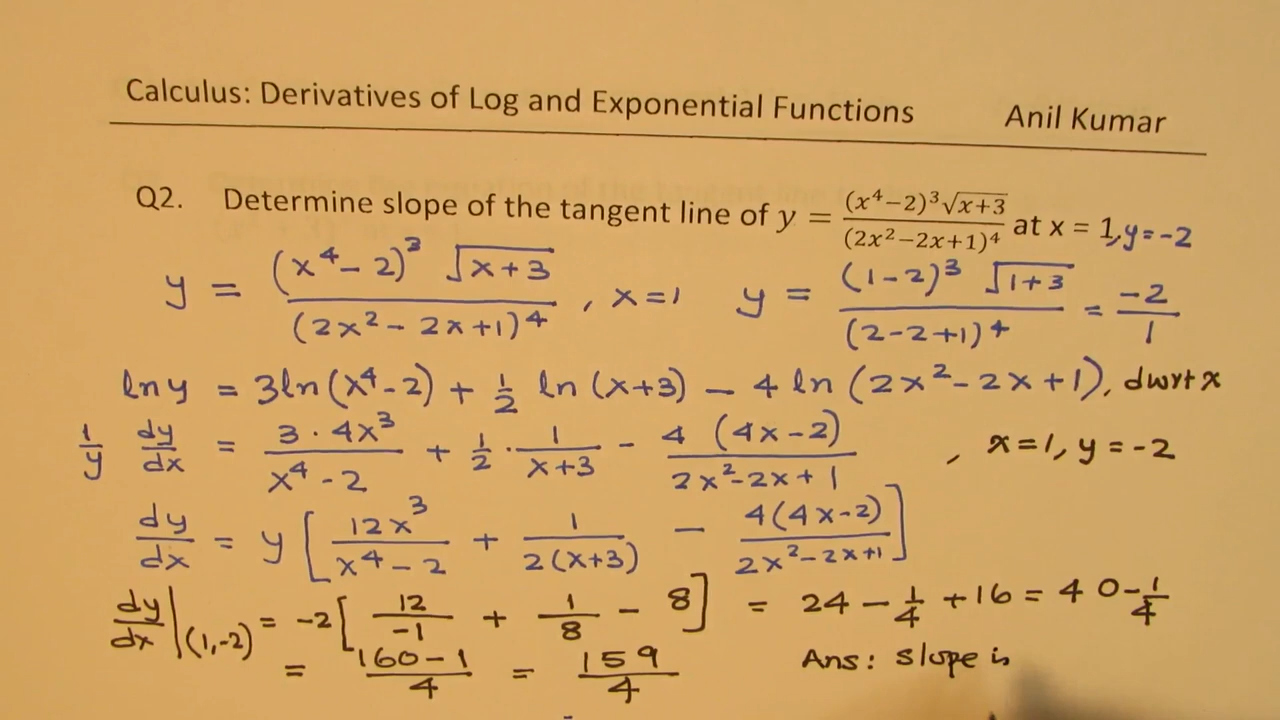 Calculus: Derivatives of Log and Exponential Functions Anil Kumar
Q2. Determine slope of the tangent line of y = (x⁴−2)³√(x+3) / (2x²−2x+1)⁴ at x = 1, y = -2
y = (x⁴ - 2)³ √(x+3) / (2x² - 2x+1)⁴ , x=1 y = (1-2)³ √(1+3) / (2-2+1)⁴ = -2/1
ln y = 3ln(x⁴-2) + 1/2 ln (x+3) - 4 ln (2x²-2x+1), dwrt x
1/y dy/dx = 3·4x³ / (x⁴-2) + 1/2 · 1/(x+3) - 4 (4x-2) / (2x²-2x+1) , x=1, y = -2
dy/dx = y [ 12x³ / (x⁴-2) + 1 / 2(x+3) - 4(4x-2) / (2x²-2x+1) ]
dy/dx |(1,-2) = -2 [ 12/-1 + 1/8 - 8 ] = 24 - 1/4 + 16 = 40 - 1/4
= 160-1 / 4 = 159/4 Ans: slope is